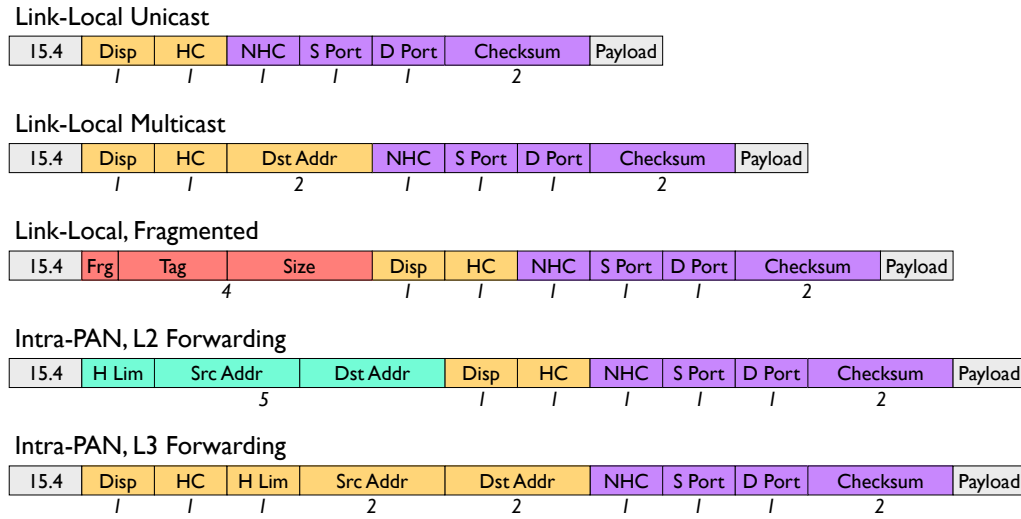 Link-Local Unicast
15.4 Disp HC NHC S Port D Port Checksum Payload
1 1 1 1 1 2
Link-Local Multicast
15.4 Disp HC Dst Addr NHC S Port D Port Checksum Payload
1 1 2 1 1 1 2
Link-Local, Fragmented
15.4 Frg Tag Size Disp HC NHC S Port D Port Checksum Payload
4 1 1 1 1 1 2
Intra-PAN, L2 Forwarding
15.4 H Lim Src Addr Dst Addr Disp HC NHC S Port D Port Checksum Payload
5 1 1 1 1 1 2
Intra-PAN, L3 Forwarding
15.4 Disp HC H Lim Src Addr Dst Addr NHC S Port D Port Checksum Payload
1 1 1 2 2 1 1 1 2